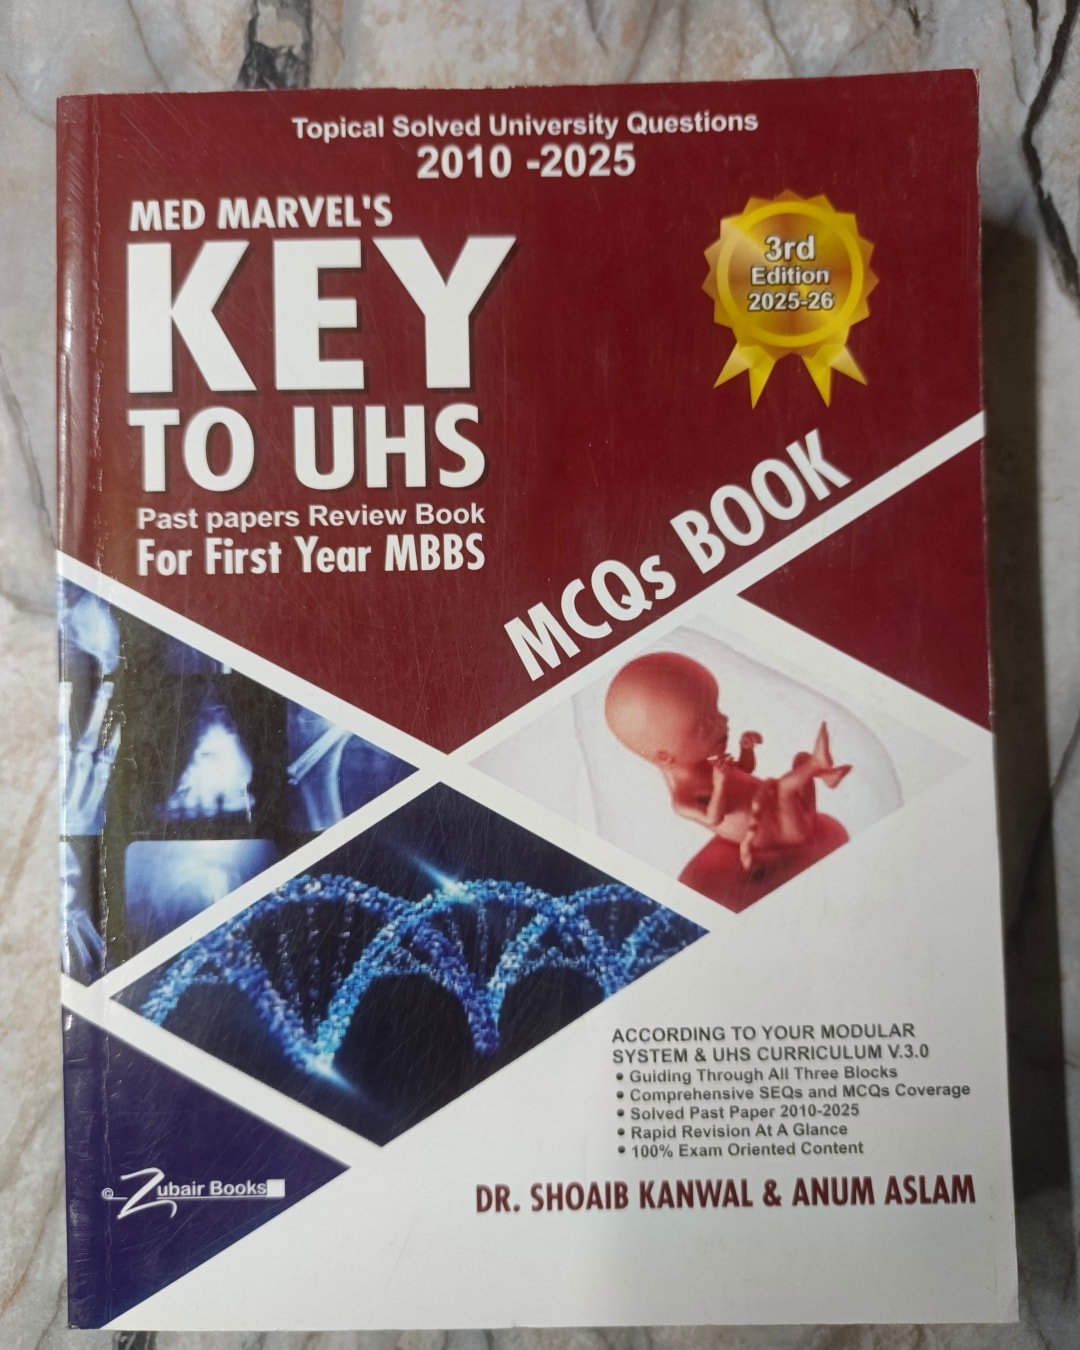 Topical Solved University Questions
2010 -2025
MED MARVEL'S
KEY
TO UHS
Past papers Review Book
For First Year MBBS
3rd
Edition
2025-26
MCQs BOOK
ACCORDING TO YOUR MODULAR
SYSTEM & UHS CURRICULUM V.3.0
• Guiding Through All Three Blocks
• Comprehensive SEQs and MCQs Coverage
• Solved Past Paper 2010-2025
• Rapid Revision At A Glance
• 100% Exam Oriented Content
© Zubair Books
DR. SHOAIB KANWAL & ANUM ASLAM